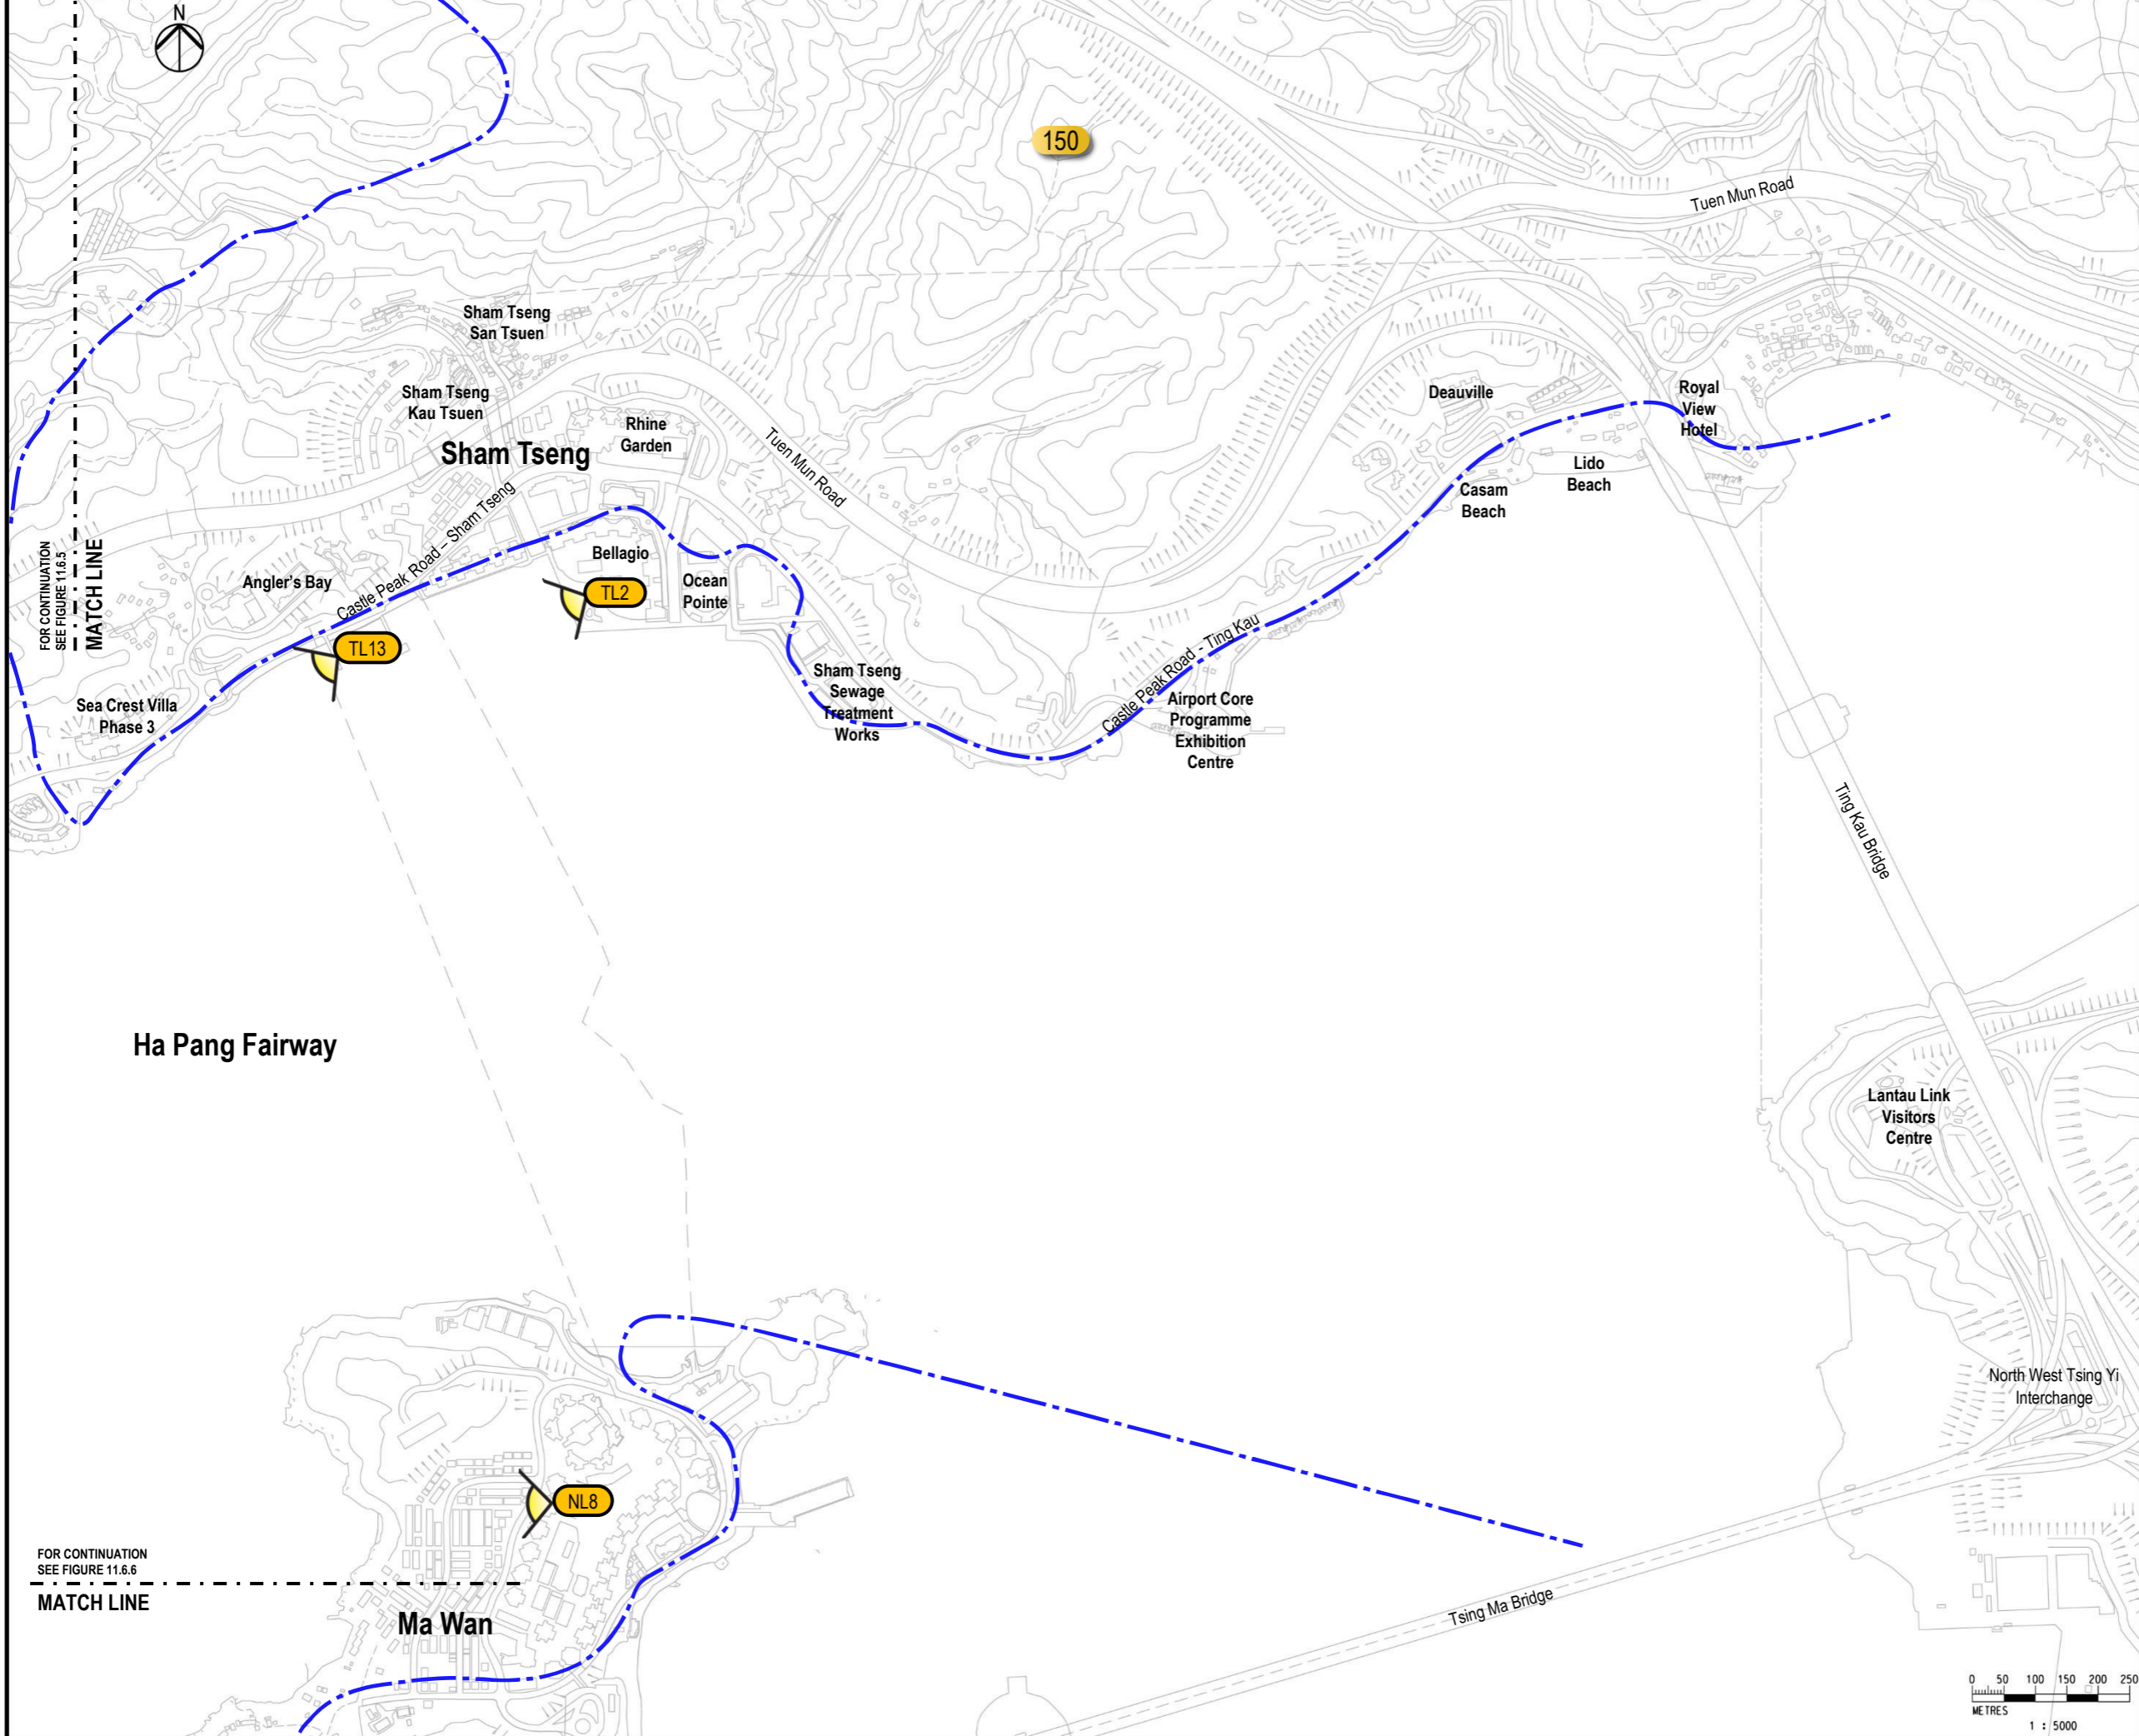 N
150
Tuen Mun Road
Sham Tseng
San Tsuen
Sham Tseng
Kau Tsuen
Rhine
Garden
Sham Tseng
Tuen Mun Road
Deauville
Royal
View
Hotel
Lido
Beach
Casam
Beach
FOR CONTINUATION
SEE FIGURE 11.6.5
MATCH LINE
Angler's Bay
Castle Peak Road – Sham Tseng
Bellagio
TL2
Ocean
Pointe
TL13
Sea Crest Villa
Phase 3
Sham Tseng
Sewage
Treatment
Works
Castle Peak Road - Ting Kau
Airport Core
Programme
Exhibition
Centre
Ting Kau Bridge
Ha Pang Fairway
Lantau Link
Visitors
Centre
North West Tsing Yi
Interchange
NL8
FOR CONTINUATION
SEE FIGURE 11.6.6
MATCH LINE
Ma Wan
Tsing Ma Bridge
0 50 100 150 200 250
METRES
1 : 5000